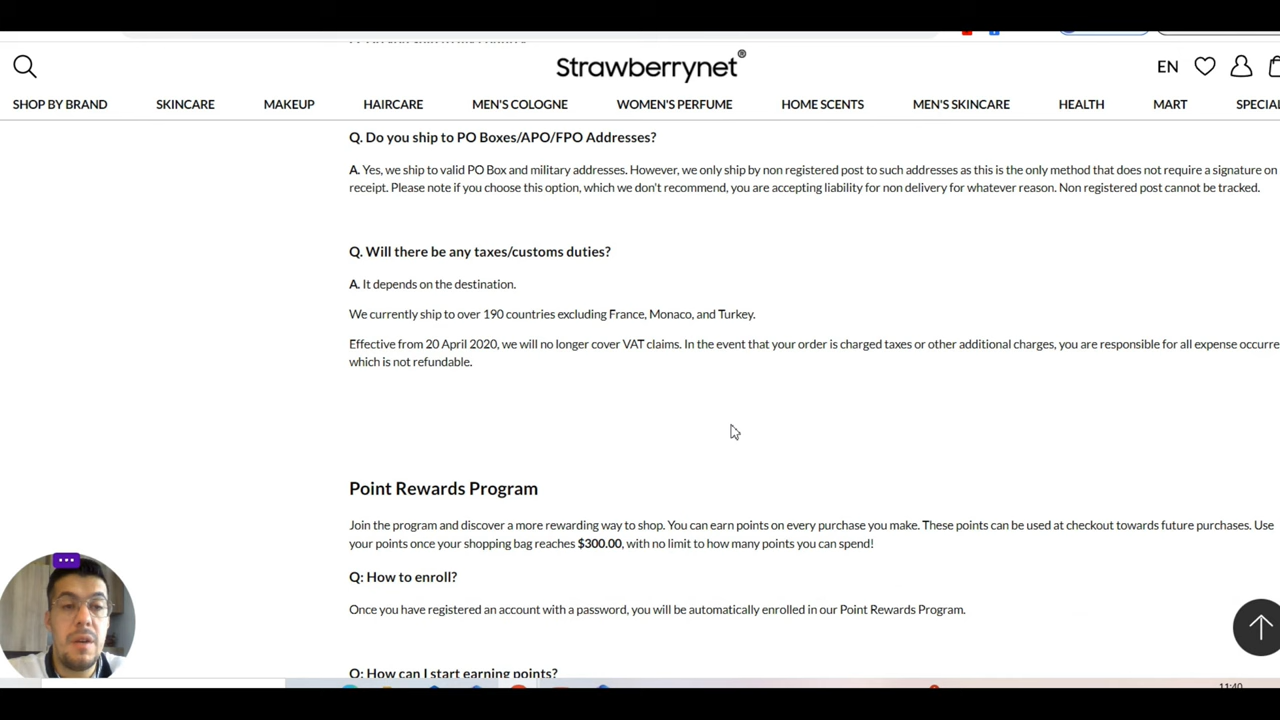 Strawberrynet®
EN
SHOP BY BRAND SKINCARE MAKEUP HAIRCARE MEN'S COLOGNE WOMEN'S PERFUME HOME SCENTS MEN'S SKINCARE HEALTH MART SPECIAL
Q. Do you ship to PO Boxes/APO/FPO Addresses?
A. Yes, we ship to valid PO Box and military addresses. However, we only ship by non registered post to such addresses as this is the only method that does not require a signature on
receipt. Please note if you choose this option, which we don't recommend, you are accepting liability for non delivery for whatever reason. Non registered post cannot be tracked.
Q. Will there be any taxes/customs duties?
A. It depends on the destination.
We currently ship to over 190 countries excluding France, Monaco, and Turkey.
Effective from 20 April 2020, we will no longer cover VAT claims. In the event that your order is charged taxes or other additional charges, you are responsible for all expense occurre
which is not refundable.
Point Rewards Program
Join the program and discover a more rewarding way to shop. You can earn points on every purchase you make. These points can be used at checkout towards future purchases. Use
your points once your shopping bag reaches $300.00, with no limit to how many points you can spend!
Q: How to enroll?
Once you have registered an account with a password, you will be automatically enrolled in our Point Rewards Program.
Q: How can I start earning points?
11:40